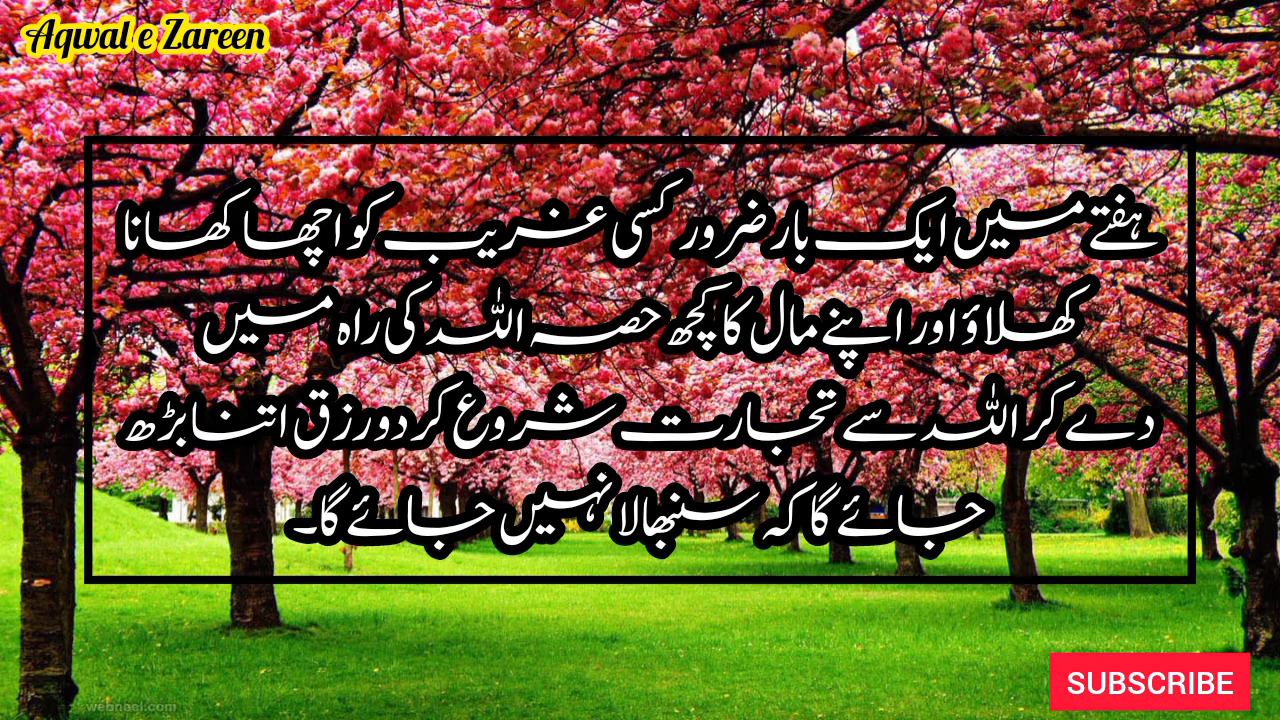 Aqwal e Zareen
ہفتے میں ایک بار ضرور کسی غریب کو اچھا کھانا
کھلاؤ اور اپنے مال کا کچھ حصہ اللہ کی راہ میں
دے کر اللہ سے تجارت شروع کر دو رزق اتنا بڑھ
جائے گا کہ سنبھالا نہیں جائے گا۔
SUBSCRIBE
webneel.com